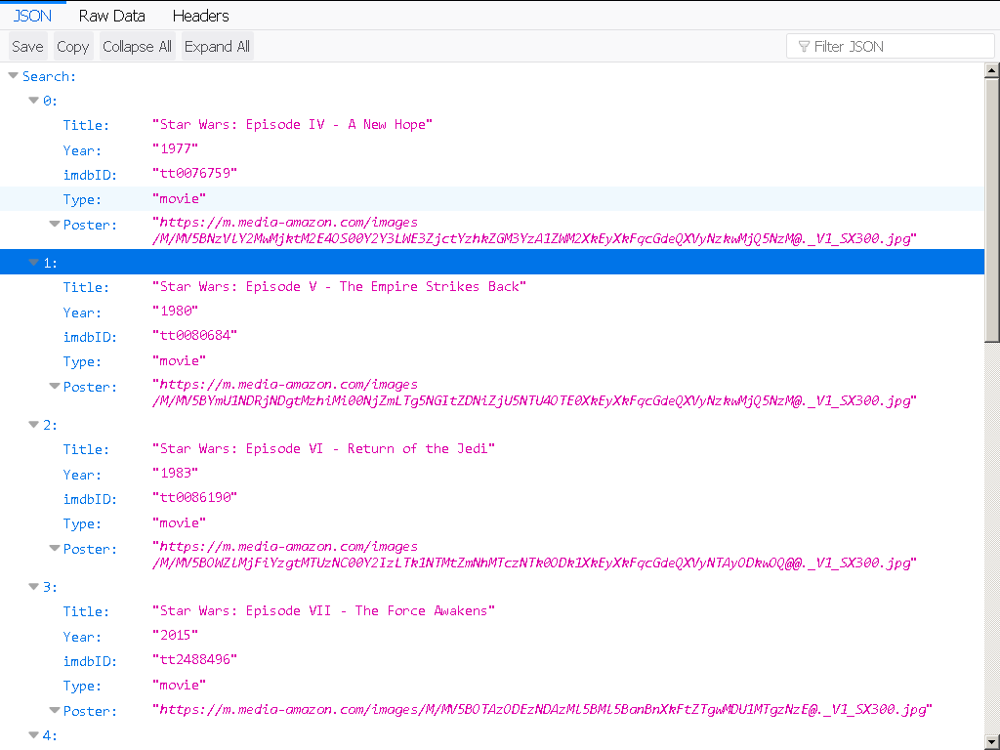 JSON Raw Data Headers
Save Copy Collapse All Expand All Filter JSON
Search:
0:
Title: "Star Wars: Episode IV - A New Hope"
Year: "1977"
imdbID: "tt0076759"
Type: "movie"
Poster: "https://m.media-amazon.com/images
/M/MV5BNzVlY2MwMjktM2E4OS00Y2Y3LWE3ZjctYzhkZGM3YzA1ZWM2XkEyXkFqcGdeQXVyNzkwMjQ5NzM@._V1_SX300.jpg"
1:
Title: "Star Wars: Episode V - The Empire Strikes Back"
Year: "1980"
imdbID: "tt0080684"
Type: "movie"
Poster: "https://m.media-amazon.com/images
/M/MV5BYmU1NDRjNDgtMzhiMi00NjZmLTg5NGItZDNiZjU5NTU4OTE0XkEyXkFqcGdeQXVyNzkwMjQ5NzM@._V1_SX300.jpg"
2:
Title: "Star Wars: Episode VI - Return of the Jedi"
Year: "1983"
imdbID: "tt0086190"
Type: "movie"
Poster: "https://m.media-amazon.com/images
/M/MV5BOWZlMjFiYzgtMTUzNC00Y2IzLTk1NTMtZmNhMTczNTk0ODk1XkEyXkFqcGdeQXVyNTAyODkwOQ@@._V1_SX300.jpg"
3:
Title: "Star Wars: Episode VII - The Force Awakens"
Year: "2015"
imdbID: "tt2488496"
Type: "movie"
Poster: "https://m.media-amazon.com/images/M/MV5BOTAzODEzNDAzMl5BMl5BanBnXkFtZTgwMDU1MTgzNzE@._V1_SX300.jpg"
4: